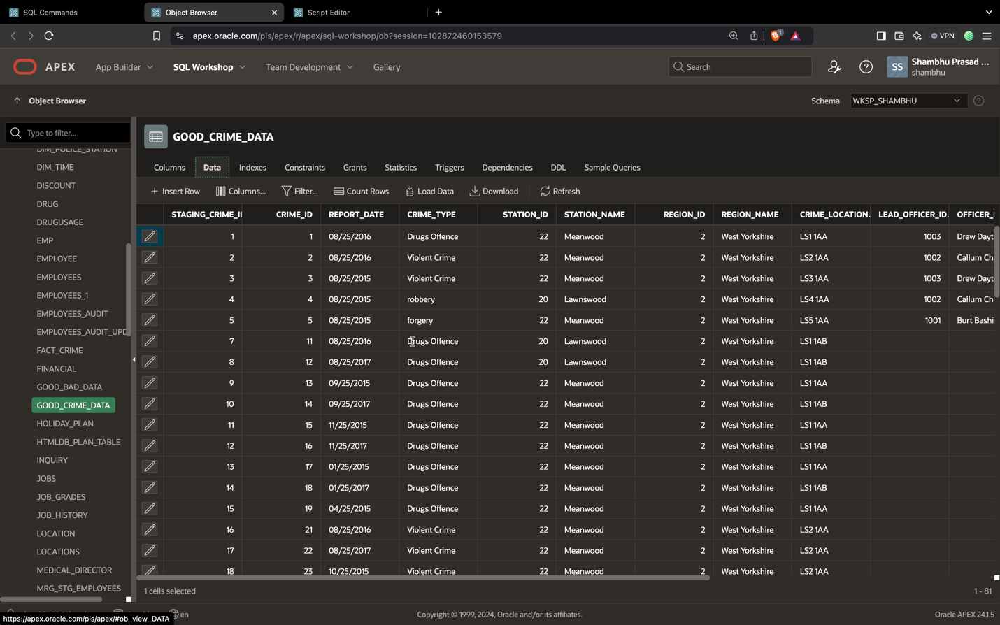 SQL Commands
Object Browser
Script Editor
apex.oracle.com/pls/apex/r/apex/sql-workshop/ob?session=102872460153579
1
VPN
APEX
App Builder
SQL Workshop
Team Development
Gallery
Search
SS
Shambhu Prasad ...
shambhu
Object Browser
Schema
WKSP_SHAMBHU
Type to filter...
DIM_POLICE_STATION
DIM_TIME
DISCOUNT
DRUG
DRUGUSAGE
EMP
EMPLOYEE
EMPLOYEES
EMPLOYEES_1
EMPLOYEES_AUDIT
EMPLOYEES_AUDIT_UPD
FACT_CRIME
FINANCIAL
GOOD_BAD_DATA
GOOD_CRIME_DATA
HOLIDAY_PLAN
HTMLDB_PLAN_TABLE
INQUIRY
JOBS
JOB_GRADES
JOB_HISTORY
LOCATION
LOCATIONS
MEDICAL_DIRECTOR
MRG_STG_EMPLOYEES
GOOD_CRIME_DATA
Columns Data Indexes Constraints Grants Statistics Triggers Dependencies DDL Sample Queries
Insert Row Columns... Filter... Count Rows Load Data Download Refresh
STAGING_CRIME_I CRIME_ID REPORT_DATE CRIME_TYPE STATION_ID STATION_NAME REGION_ID REGION_NAME CRIME_LOCATION. LEAD_OFFICER_ID. OFFICER_
1 1 08/25/2016 Drugs Offence 22 Meanwood 2 West Yorkshire LS1 1AA 1003 Drew Dayt
2 2 08/25/2016 Violent Crime 22 Meanwood 2 West Yorkshire LS2 1AA 1002 Callum Ch
3 3 08/25/2015 Violent Crime 22 Meanwood 2 West Yorkshire LS3 1AA 1003 Drew Dayt
4 4 08/25/2015 robbery 20 Lawnswood 2 West Yorkshire LS4 1AA 1002 Callum Ch
5 5 08/25/2015 forgery 22 Meanwood 2 West Yorkshire LS5 1AA 1001 Burt Bashi
7 11 08/25/2016 Drugs Offence 20 Lawnswood 2 West Yorkshire LS1 1AB
8 12 08/25/2017 Drugs Offence 20 Lawnswood 2 West Yorkshire LS1 1AB
9 13 09/25/2015 Drugs Offence 22 Meanwood 2 West Yorkshire LS1 1AA
10 14 09/25/2017 Drugs Offence 22 Meanwood 2 West Yorkshire LS1 1AB
11 15 11/25/2015 Drugs Offence 22 Meanwood 2 West Yorkshire LS1 1AA
12 16 11/25/2017 Drugs Offence 22 Meanwood 2 West Yorkshire LS1 1AB
13 17 01/25/2015 Drugs Offence 22 Meanwood 2 West Yorkshire LS1 1AA
14 18 01/25/2017 Drugs Offence 22 Meanwood 2 West Yorkshire LS1 1AB
15 19 04/25/2015 Drugs Offence 22 Meanwood 2 West Yorkshire LS1 1AA
16 21 08/25/2016 Violent Crime 22 Meanwood 2 West Yorkshire LS2 1AA
17 22 08/25/2017 Violent Crime 22 Meanwood 2 West Yorkshire LS2 1AA
18 23 10/25/2015 Violent Crime 22 Meanwood 2 West Yorkshire LS2 1AA
1 cells selected
1 - 81
en
Copyright © 1999, 2024, Oracle and/or its affiliates.
Oracle APEX 24.1.5
https://apex.oracle.com/pls/apex/#ob_view_DATA